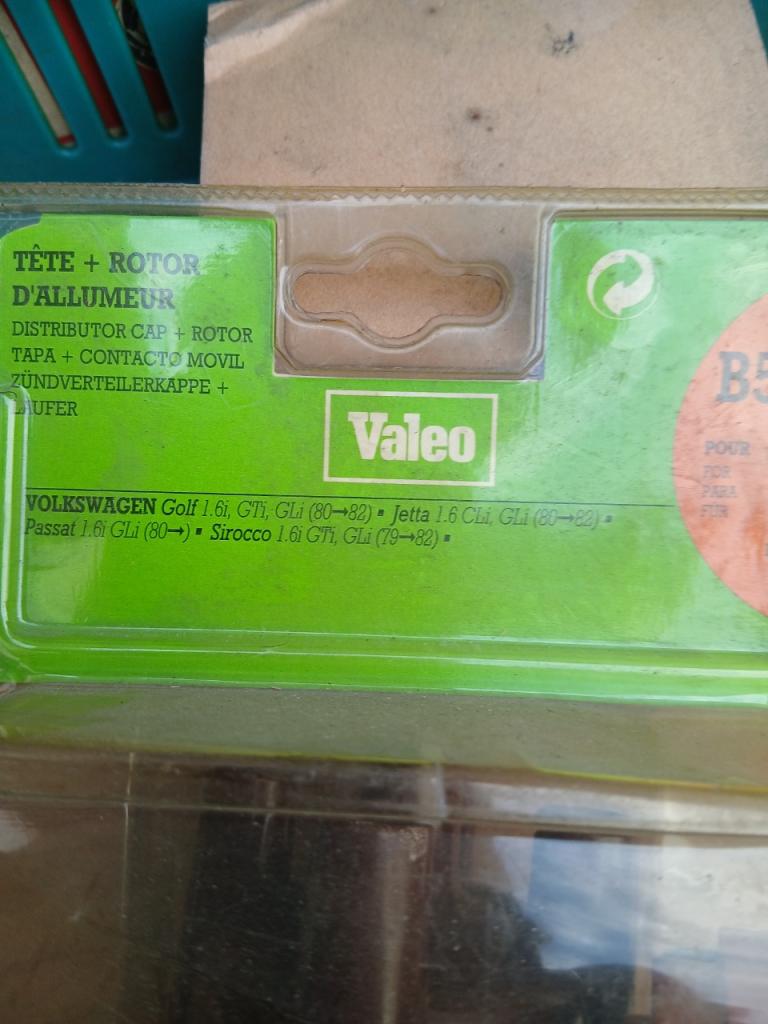 TÊTE + ROTOR
D'ALLUMEUR
DISTRIBUTOR CAP + ROTOR
TAPA + CONTACTO MOVIL
ZÜNDVERTEILERKAPPE +
LÄUFER
Valeo
B5
POUR
FOR
PARA
FÜR
VOLKSWAGEN Golf 1.6i, GTi, GLi (80→82) ▪ Jetta 1.6 CLi, GLi (80→82) ▪
Passat 1.6i GLi (80→) ▪ Sirocco 1.6i GTi, GLi (79→82) ▪